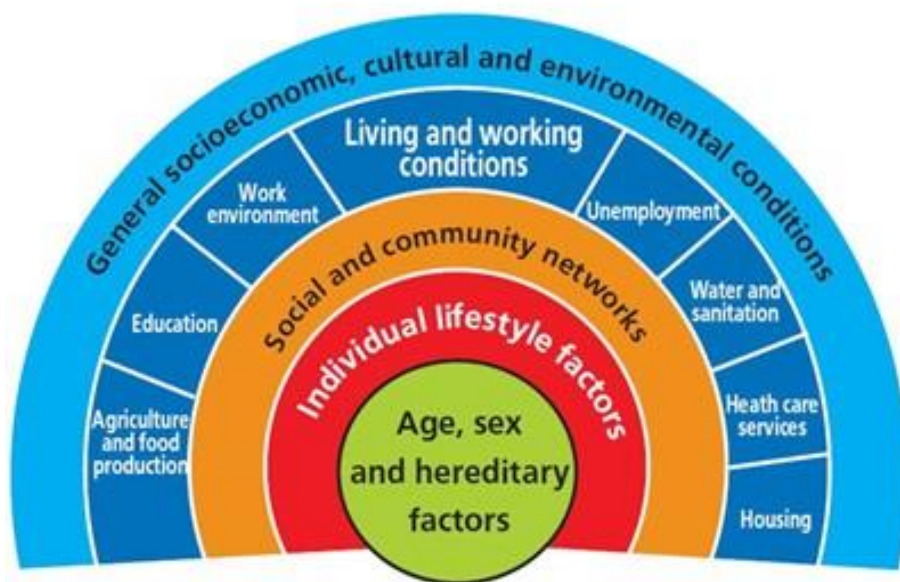 General socioeconomic, cultural and environmental conditions
Living and working
conditions
Work
environment
Unemployment
Education
Water and
sanitation
Agriculture
and food
production
Heath care
services
Housing
Social and community networks
Individual lifestyle factors
Age, sex
and hereditary
factors